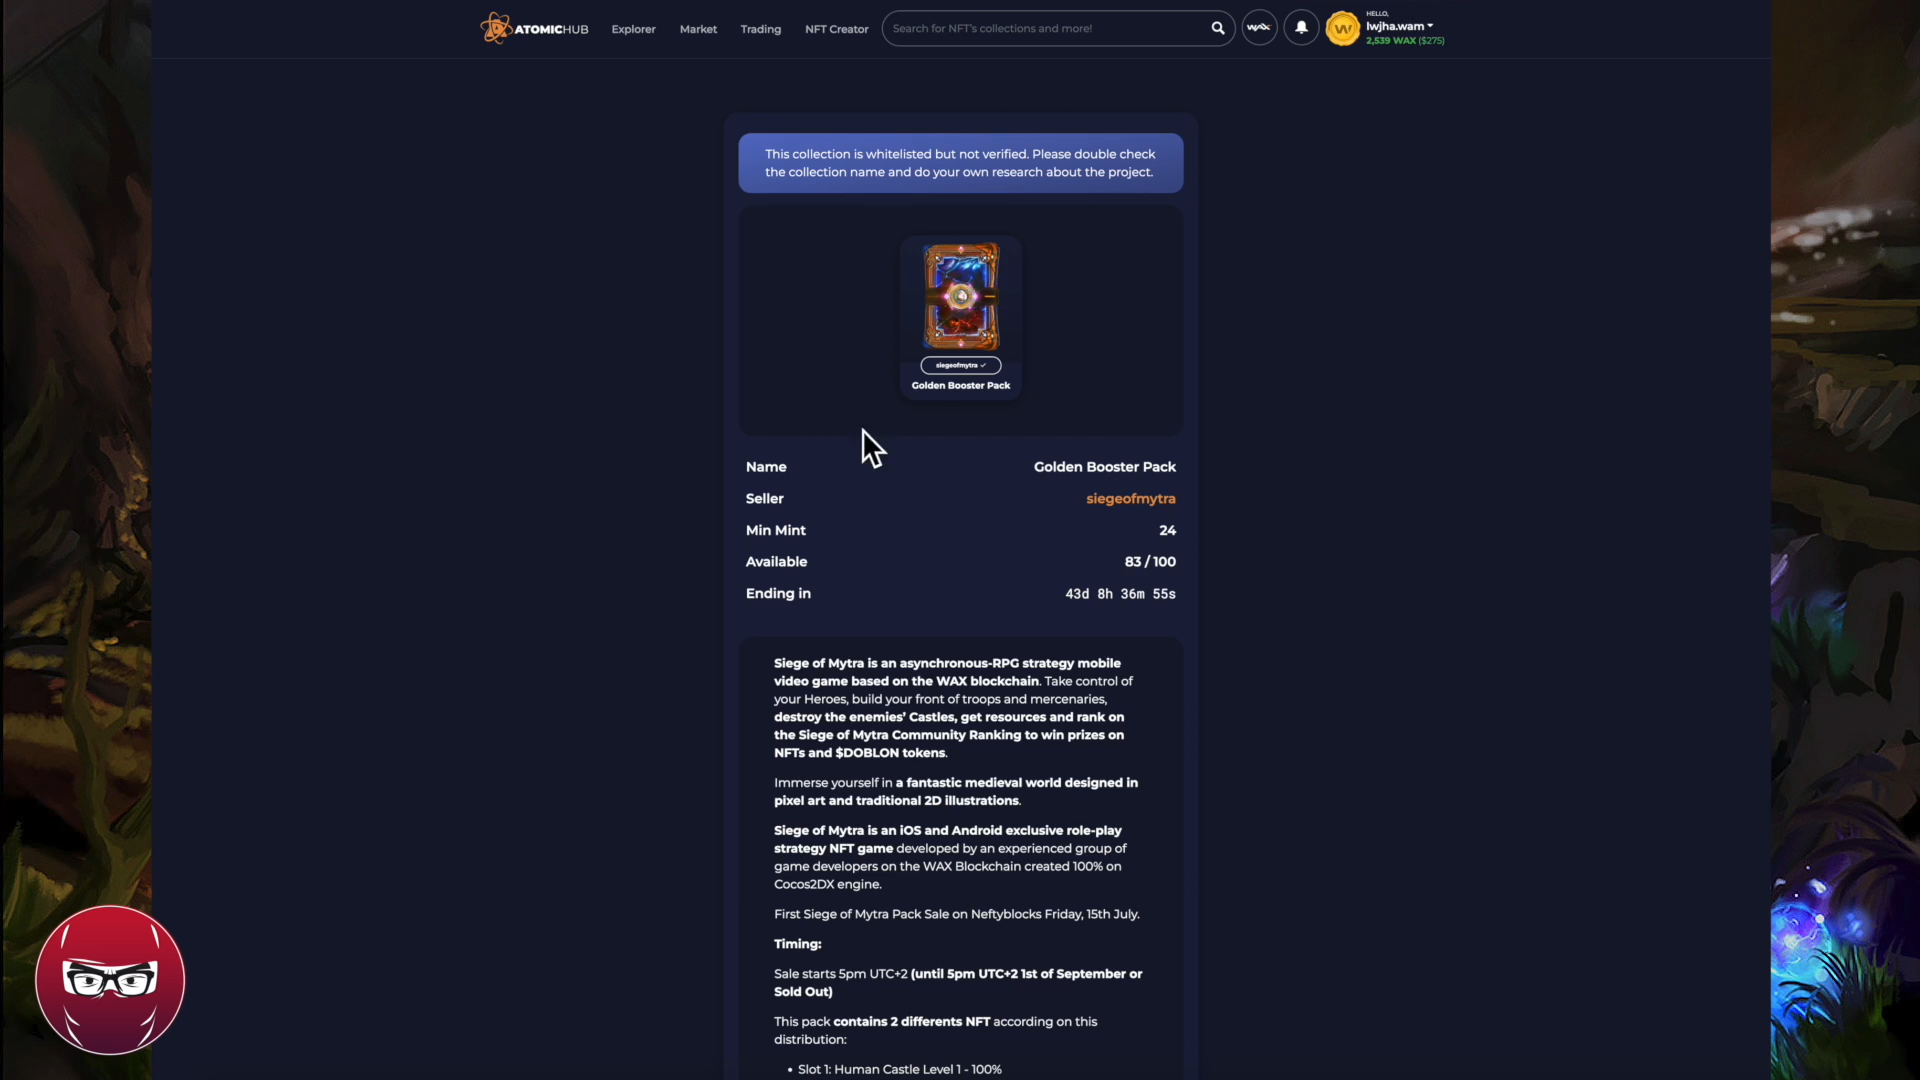 ATOMICHUB Explorer Market Trading NFT Creator Search for NFT's collections and more! WAX HELLO,
lwjha.wam
2,539 WAX ($275)
This collection is whitelisted but not verified. Please double check
the collection name and do your own research about the project.
siegeofmytra
Golden Booster Pack
Name Golden Booster Pack
Seller siegeofmytra
Min Mint 24
Available 83 / 100
Ending in 43d 8h 36m 55s
Siege of Mytra is an asynchronous-RPG strategy mobile
video game based on the WAX blockchain. Take control of
your Heroes, build your front of troops and mercenaries,
destroy the enemies' Castles, get resources and rank on
the Siege of Mytra Community Ranking to win prizes on
NFTs and $DOBLON tokens.
Immerse yourself in a fantastic medieval world designed in
pixel art and traditional 2D illustrations.
Siege of Mytra is an iOS and Android exclusive role-play
strategy NFT game developed by an experienced group of
game developers on the WAX Blockchain created 100% on
Cocos2DX engine.
First Siege of Mytra Pack Sale on Neftyblocks Friday, 15th July.
Timing:
Sale starts 5pm UTC+2 (until 5pm UTC+2 1st of September or
Sold Out)
This pack contains 2 differents NFT according on this
distribution:
• Slot 1: Human Castle Level 1 - 100%